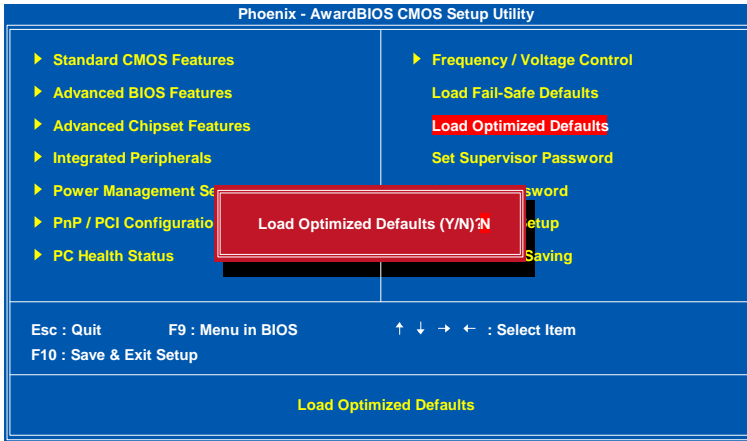 Phoenix - AwardBIOS CMOS Setup Utility
Standard CMOS Features
Advanced BIOS Features
Advanced Chipset Features
Integrated Peripherals
Power Management Se
PnP / PCI Configuratio
PC Health Status
Frequency / Voltage Control
Load Fail-Safe Defaults
Load Optimized Defaults
Set Supervisor Password
sword
etup
Saving
Load Optimized Defaults (Y/N)?N
Esc : Quit F9 : Menu in BIOS ↑ ↓ → ← : Select Item
F10 : Save & Exit Setup
Load Optimized Defaults